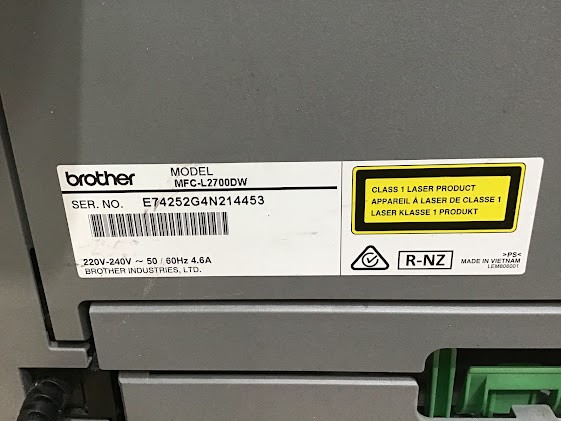 brother
MODEL
MFC-L2700DW
SER. NO. E74252G4N214453
220V-240V ~ 50 / 60Hz 4.6A
BROTHER INDUSTRIES, LTD.
CLASS 1 LASER PRODUCT
APPAREIL À LASER DE CLASSE 1
LASER KLASSE 1 PRODUKT
R-NZ
>PS<
MADE IN VIETNAM
LEM806001